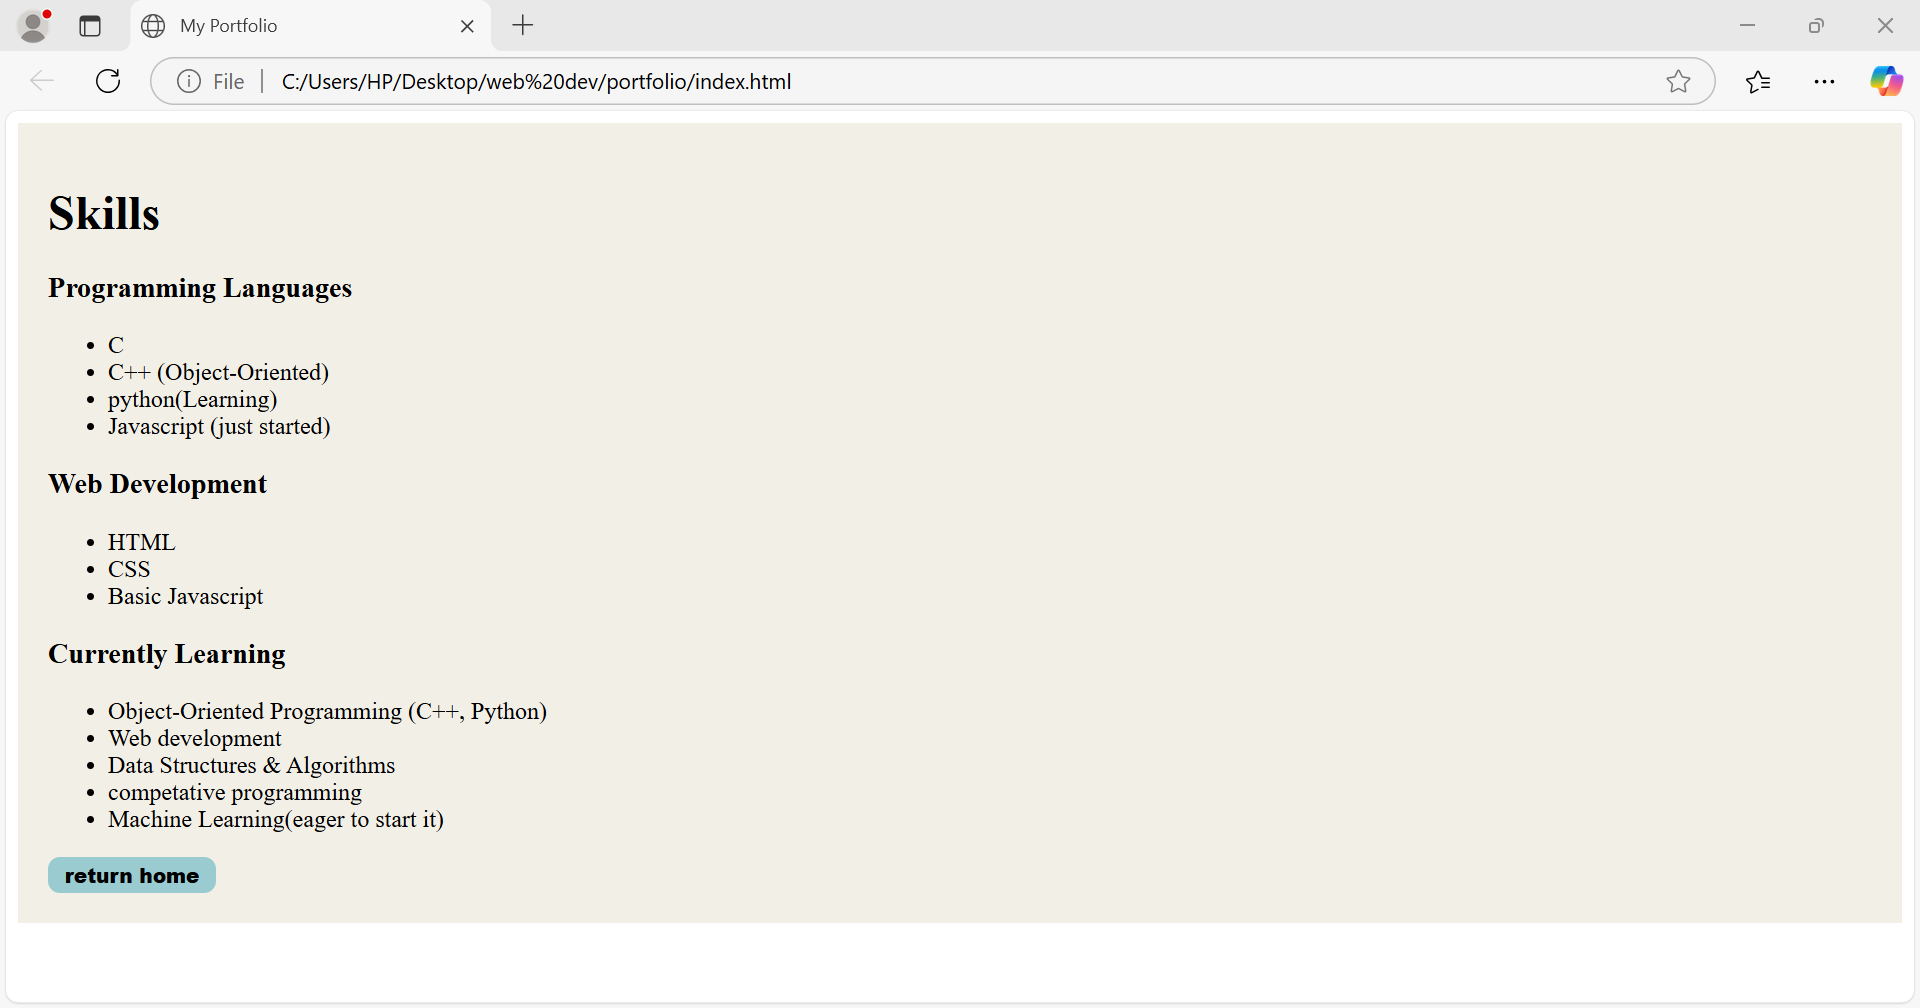 My Portfolio
File C:/Users/HP/Desktop/web%20dev/portfolio/index.html
Skills
Programming Languages
C
C++ (Object-Oriented)
python(Learning)
Javascript (just started)
Web Development
HTML
CSS
Basic Javascript
Currently Learning
Object-Oriented Programming (C++, Python)
Web development
Data Structures & Algorithms
competative programming
Machine Learning(eager to start it)
return home